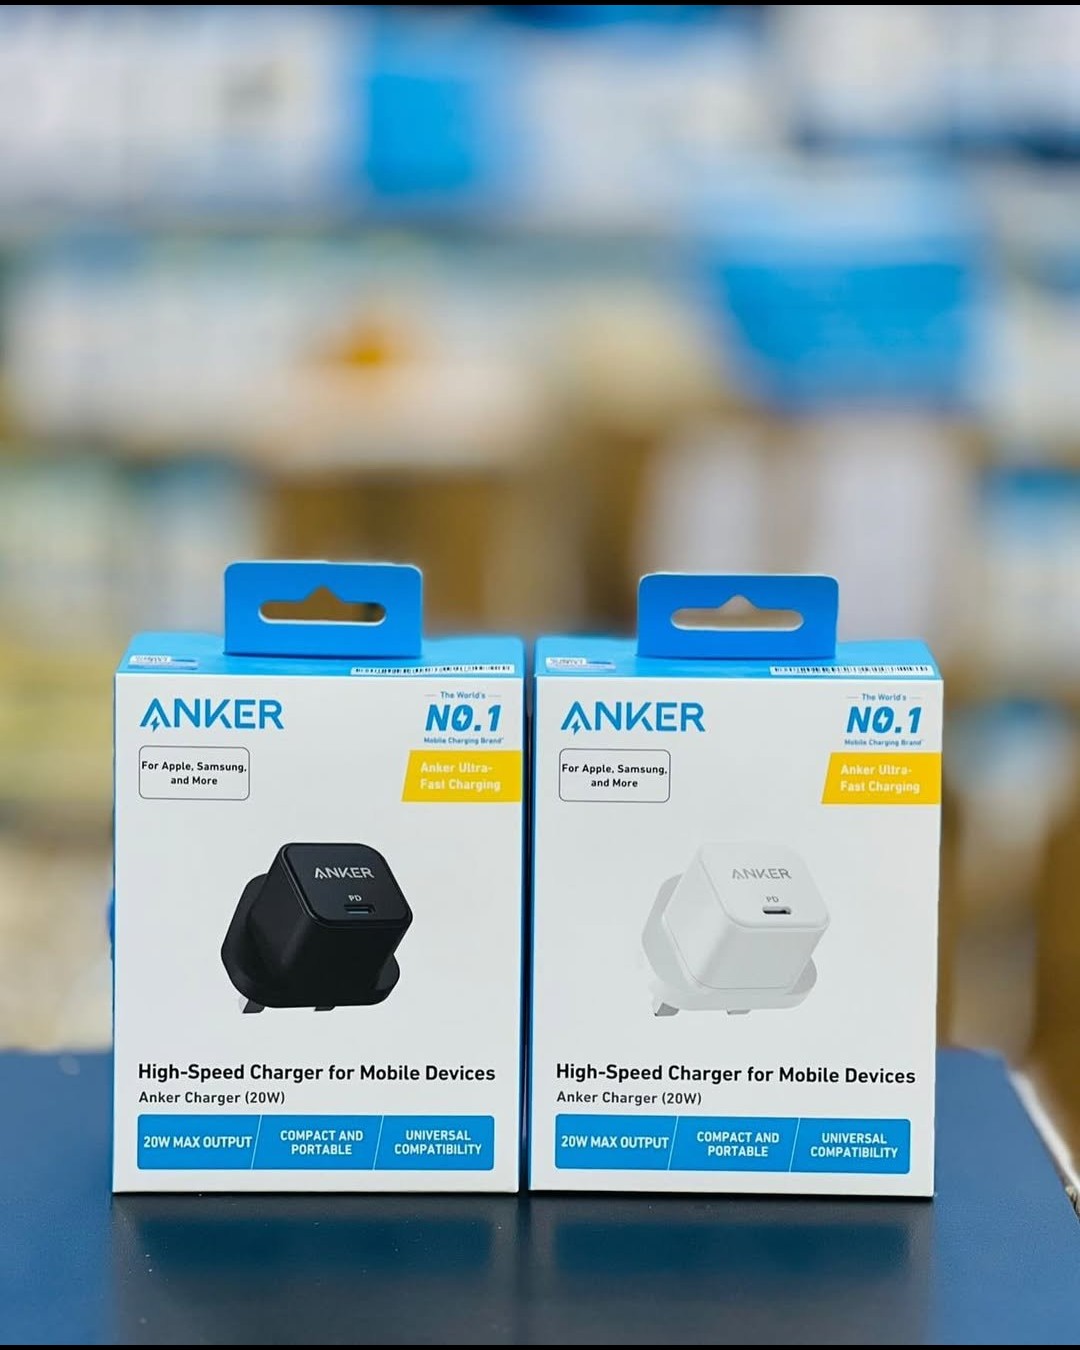 ANKER
The World's
NO.1
Mobile Charging Brand
For Apple, Samsung,
and More
Anker Ultra-
Fast Charging
ANKER
PD
High-Speed Charger for Mobile Devices
Anker Charger (20W)
20W MAX OUTPUT
COMPACT AND
PORTABLE
UNIVERSAL
COMPATIBILITY
ANKER
The World's
NO.1
Mobile Charging Brand
For Apple, Samsung,
and More
Anker Ultra-
Fast Charging
ANKER
PD
High-Speed Charger for Mobile Devices
Anker Charger (20W)
20W MAX OUTPUT
COMPACT AND
PORTABLE
UNIVERSAL
COMPATIBILITY